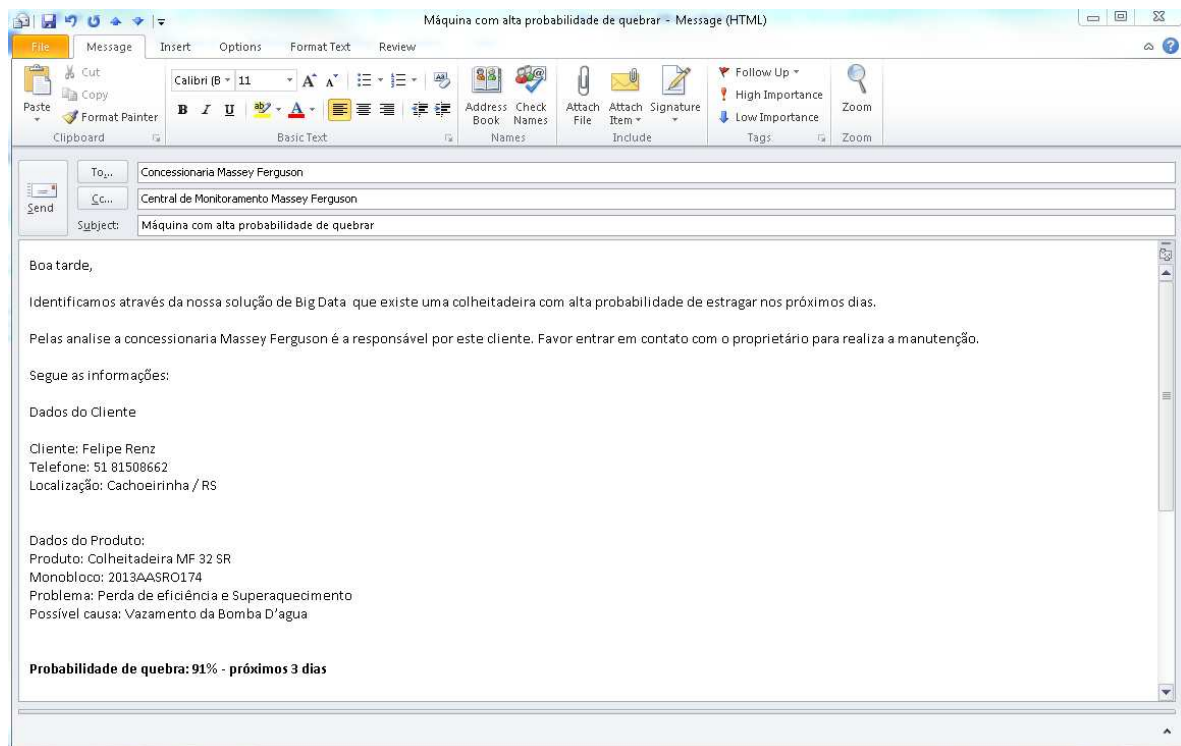 Máquina com alta probabilidade de quebrar - Message (HTML)
File Message Insert Options Format Text Review
Paste
Cut
Copy
Format Painter
Clipboard
Calibri (B 11
B I U
Basic Text
Address Book
Check Names
Names
Attach File
Attach Item
Signature
Include
Follow Up
High Importance
Low Importance
Tags
Zoom
Zoom
Send
To... Concessionaria Massey Ferguson
Cc... Central de Monitoramento Massey Ferguson
Subject: Máquina com alta probabilidade de quebrar
Boa tarde,
Identificamos através da nossa solução de Big Data que existe uma colheitadeira com alta probabilidade de estragar nos próximos dias.
Pelas analise a concessionaria Massey Ferguson é a responsável por este cliente. Favor entrar em contato com o proprietário para realiza a manutenção.
Segue as informações:
Dados do Cliente
Cliente: Felipe Renz
Telefone: 51 81508662
Localização: Cachoeirinha / RS
Dados do Produto:
Produto: Colheitadeira MF 32 SR
Monobloco: 2013AASRO174
Problema: Perda de eficiência e Superaquecimento
Possível causa: Vazamento da Bomba D’agua
Probabilidade de quebra: 91% - próximos 3 dias